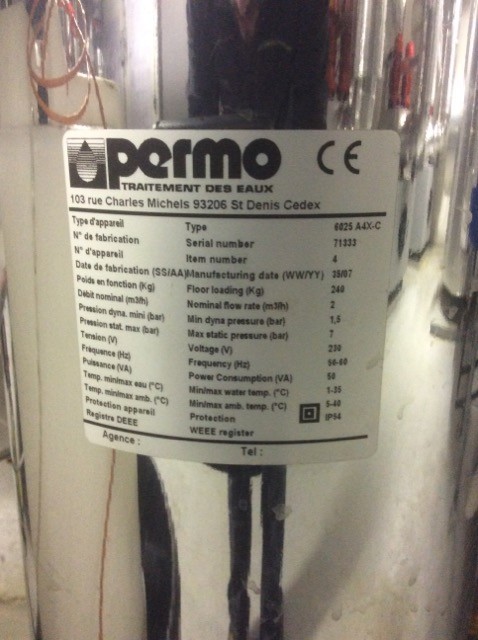 permo CE
TRAITEMENT DES EAUX
103 rue Charles Michels 93206 St Denis Cedex
Type d'appareil Type 6825 A4X-C
N° de fabrication Serial number 71333
N° d'appareil Item number 4
Date de fabrication (SS/AA) Manufacturing date (WW/YY) 35/07
Poids en fonction (Kg) Floor loading (Kg) 240
Débit nominal (m3/h) Nominal flow rate (m3/h) 2
Pression dyna. mini (bar) Min dyna pressure (bar) 1,5
Pression stat. max (bar) Max static pressure (bar) 7
Tension (V) Voltage (V) 230
Fréquence (Hz) Frequency (Hz) 50-60
Puissance (VA) Power Consumption (VA) 50
Temp. mini/max eau (°C) Mini/max water temp. (°C) 1-35
Temp. mini/max amb. (°C) Mini/max amb. temp. (°C) 5-40
Protection appareil Protection IP54
Registre DEEE WEEE register
Agence : Tel :